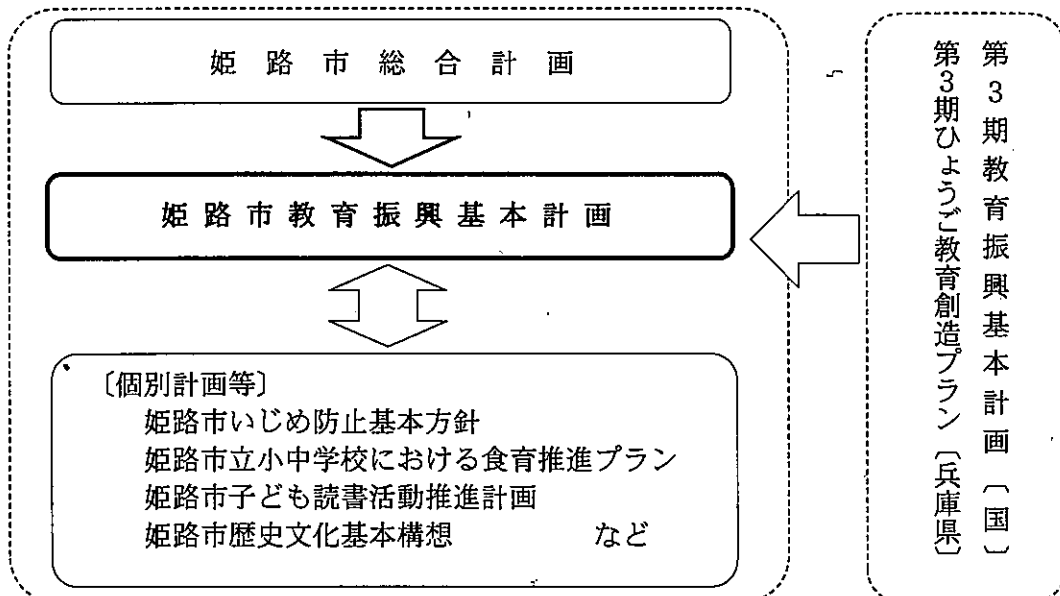 姫路市総合計画
姫路市教育振興基本計画
〔個別計画等〕
姫路市いじめ防止基本方針
姫路市立小中学校における食育推進プラン
姫路市子ども読書活動推進計画
姫路市歴史文化基本構想 など
第3期教育振興基本計画〔国〕
第3期ひょうご教育創造プラン〔兵庫県〕